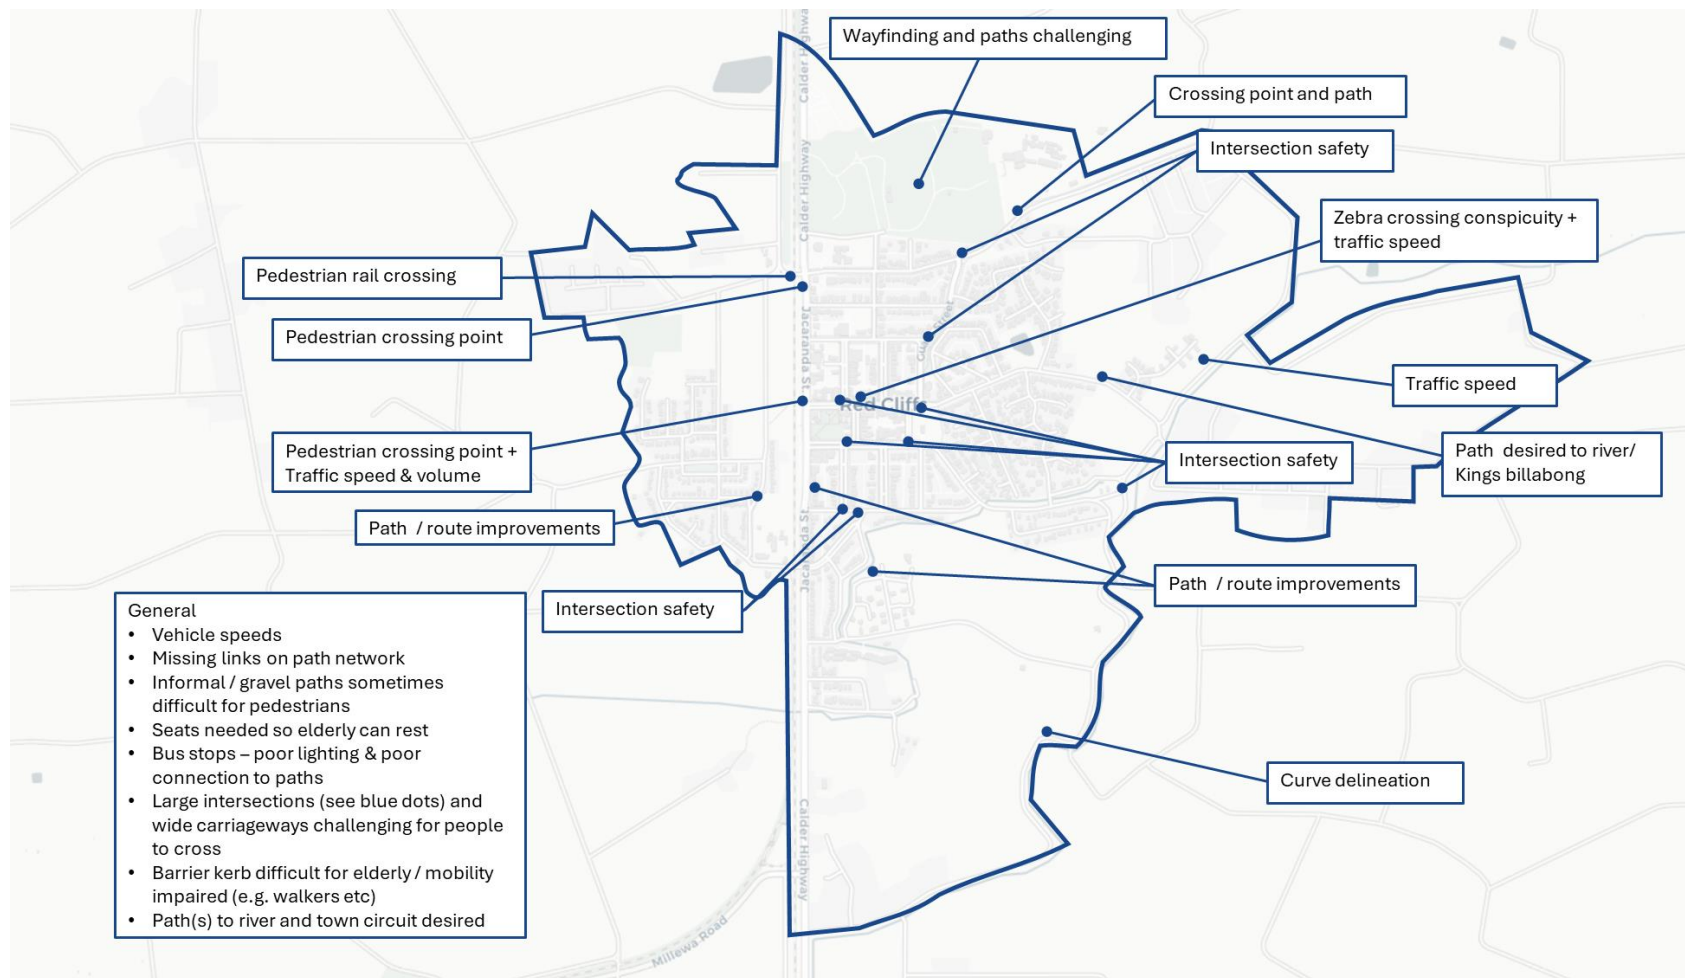 Wayfinding and paths challenging
Crossing point and path
Intersection safety
Zebra crossing conspicuity +
traffic speed
Pedestrian rail crossing
Pedestrian crossing point
Traffic speed
Pedestrian crossing point +
Traffic speed & volume
Intersection safety
Path desired to river/
Kings billabong
Path / route improvements
Path / route improvements
Intersection safety
Curve delineation
General
• Vehicle speeds
• Missing links on path network
• Informal / gravel paths sometimes
difficult for pedestrians
• Seats needed so elderly can rest
• Bus stops – poor lighting & poor
connection to paths
• Large intersections (see blue dots) and
wide carriageways challenging for people
to cross
• Barrier kerb difficult for elderly / mobility
impaired (e.g. walkers etc)
• Path(s) to river and town circuit desired
Calder Highway
Calder Highway
Jacaranda St
Red Cliffs
Street
Jacaranda St
Calder Highway
Millewa Road